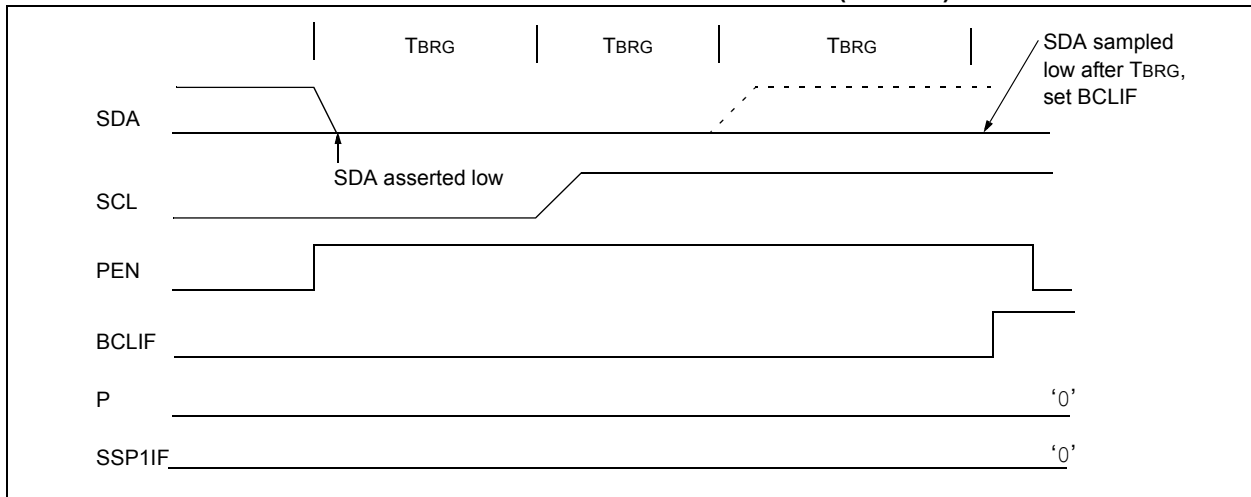 TBRG TBRG TBRG
SDA sampled
low after TBRG,
set BCLIF
SDA
SDA asserted low
SCL
PEN
BCLIF
P ‘0’
SSP1IF ‘0’